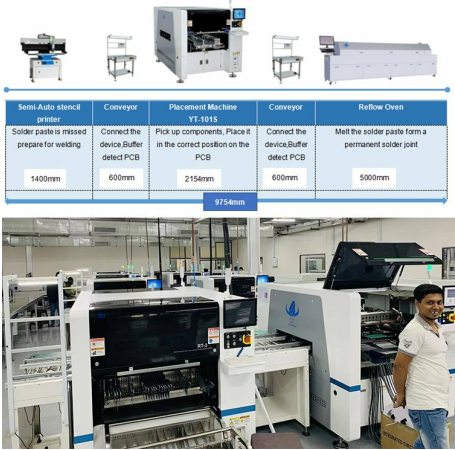 Semi-Auto stencil
printer
Conveyor
Placement Machine
YT-101S
Conveyor
Reflow Oven
Solder paste is missed
prepare for welding
Connect the
device,Buffer
detect PCB
Pick up components, Place it
in the correct position on the
PCB
Connect the
device,Buffer
detect PCB
Melt the solder paste form a
permanent solder joint
1400mm
600mm
2154mm
600mm
5000mm
9754mm